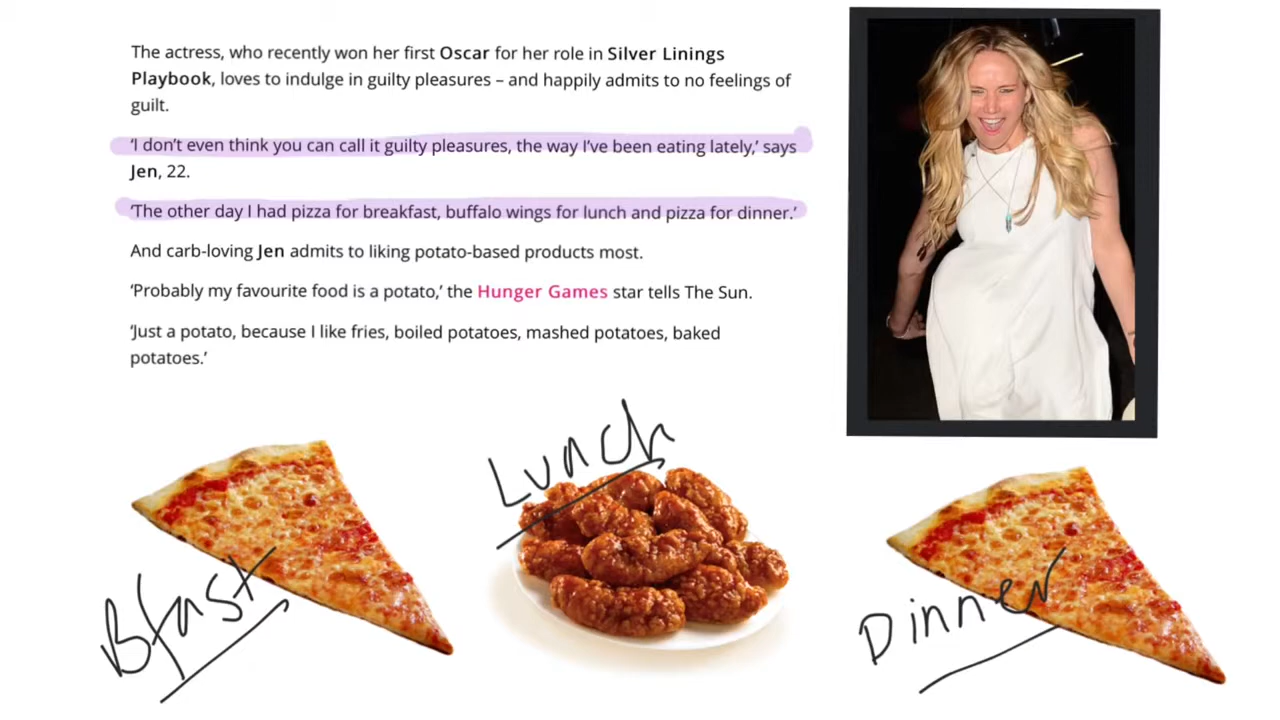 The actress, who recently won her first Oscar for her role in Silver Linings
Playbook, loves to indulge in guilty pleasures – and happily admits to no feelings of
guilt.
‘I don’t even think you can call it guilty pleasures, the way I’ve been eating lately,’ says
Jen, 22.
‘The other day I had pizza for breakfast, buffalo wings for lunch and pizza for dinner.’
And carb-loving Jen admits to liking potato-based products most.
‘Probably my favourite food is a potato,’ the Hunger Games star tells The Sun.
‘Just a potato, because I like fries, boiled potatoes, mashed potatoes, baked
potatoes.’
Bfast
Lunch
Dinner